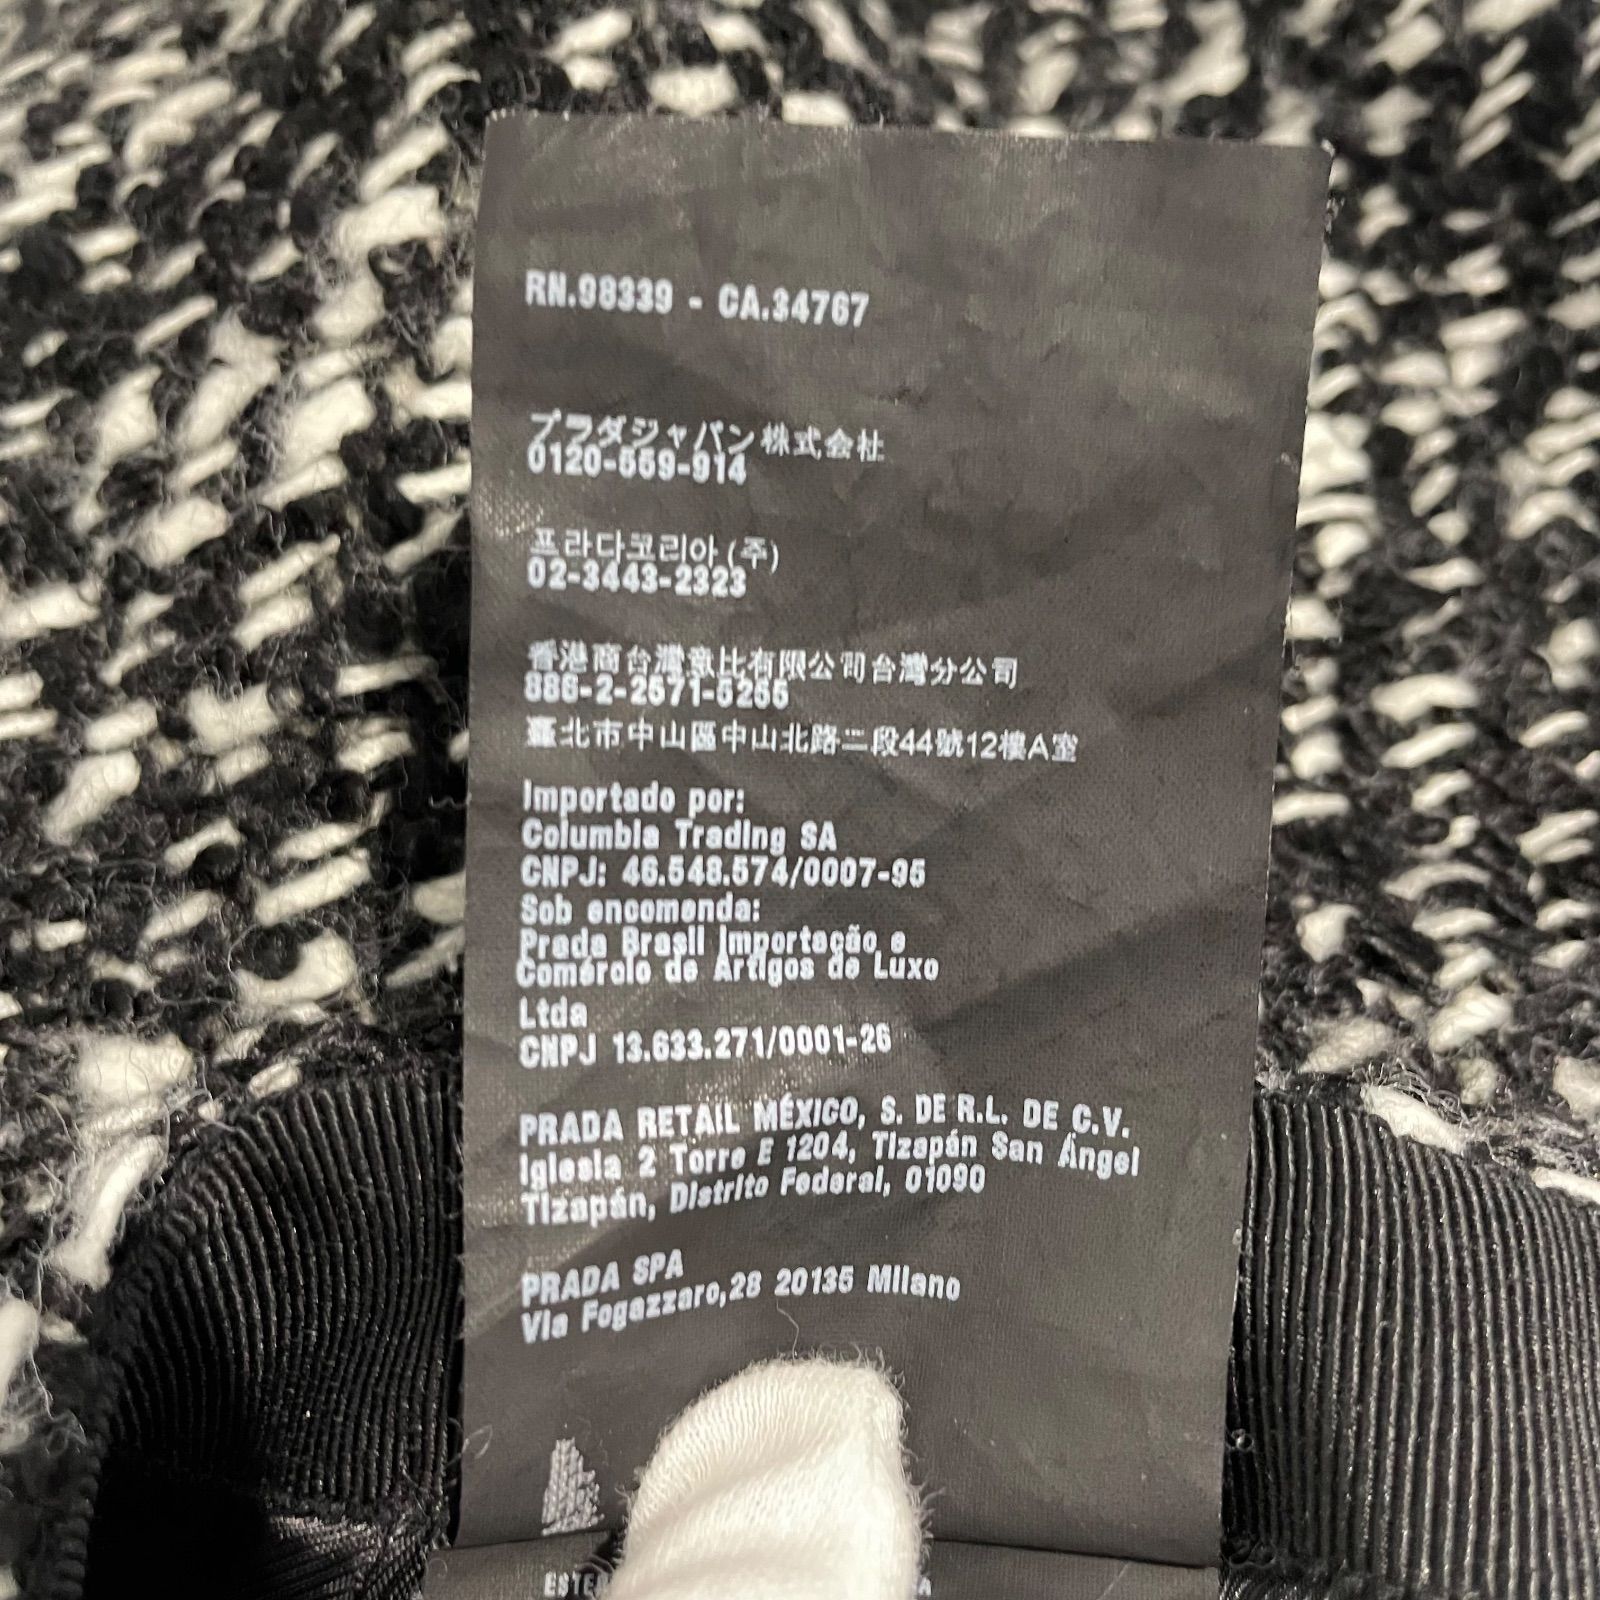 RN.98339 - CA.34767
プラダジャパン株式会社
0120-559-914
프라다코리아(주)
02-3443-2323
香港商台灣意比有限公司台灣分公司
886-2-2571-5255
臺北市中山區中山北路二段44號12樓A室
Importado por:
Columbia Trading SA
CNPJ: 46.548.574/0007-95
Sob encomenda:
Prada Brasil Importação e
Comércio de Artigos de Luxo
Ltda
CNPJ 13.633.271/0001-26
PRADA RETAIL MÉXICO, S. DE R.L. DE C.V.
Iglesia 2 Torre E 1204, Tizapán San Ángel
Tizapán, Distrito Federal, 01090
PRADA SPA
Via Fogazzaro,28 20135 Milano